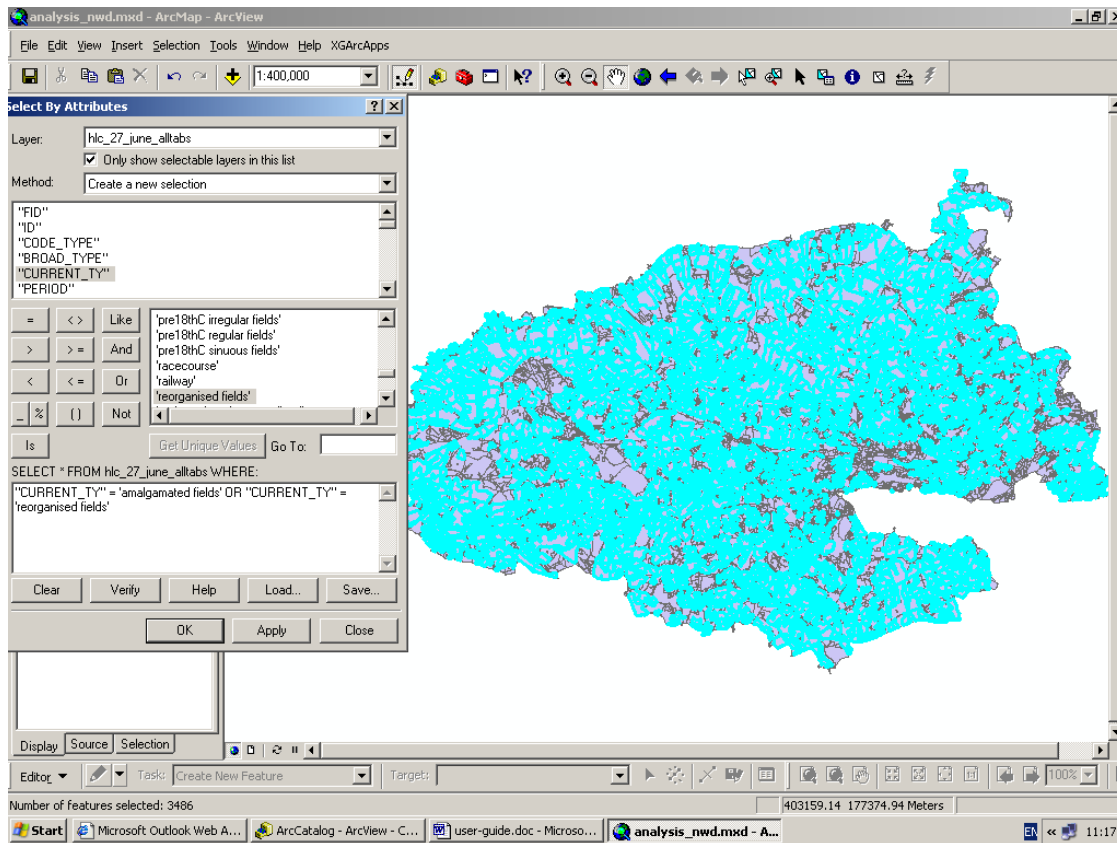 analysis_nwd.mxd - ArcMap - ArcView
File Edit View Insert Selection Tools Window Help XGArcApps
1:400,000
Select By Attributes
Layer: hlc_27_june_alltabs
Only show selectable layers in this list
Method: Create a new selection
"FID"
"ID"
"CODE_TYPE"
"BROAD_TYPE"
"CURRENT_TY"
"PERIOD"
= <> Like
> >= And
< <= Or
_ % () Not
Is
'pre18thC irregular fields'
'pre18thC regular fields'
'pre18thC sinuous fields'
'racecourse'
'railway'
'reorganised fields'
Get Unique Values Go To:
SELECT * FROM hlc_27_june_alltabs WHERE:
"CURRENT_TY" = 'amalgamated fields' OR "CURRENT_TY" =
'reorganised fields'
Clear Verify Help Load... Save...
OK Apply Close
Display Source Selection
Editor Task: Create New Feature Target: 100%
Number of features selected: 3486
403159.14 177374.94 Meters
Start Microsoft Outlook Web A... ArcCatalog - ArcView - C... user-guide.doc - Microso... analysis_nwd.mxd - A... EN « 11:17